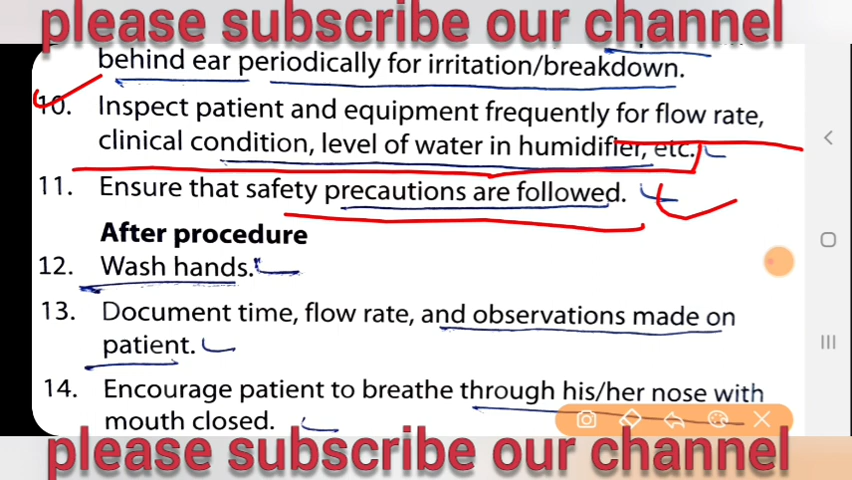 please subscribe our channel
behind ear periodically for irritation/breakdown.
10. Inspect patient and equipment frequently for flow rate,
clinical condition, level of water in humidifier, etc.
11. Ensure that safety precautions are followed.
After procedure
12. Wash hands.
13. Document time, flow rate, and observations made on
patient.
14. Encourage patient to breathe through his/her nose with
mouth closed.
please subscribe our channel